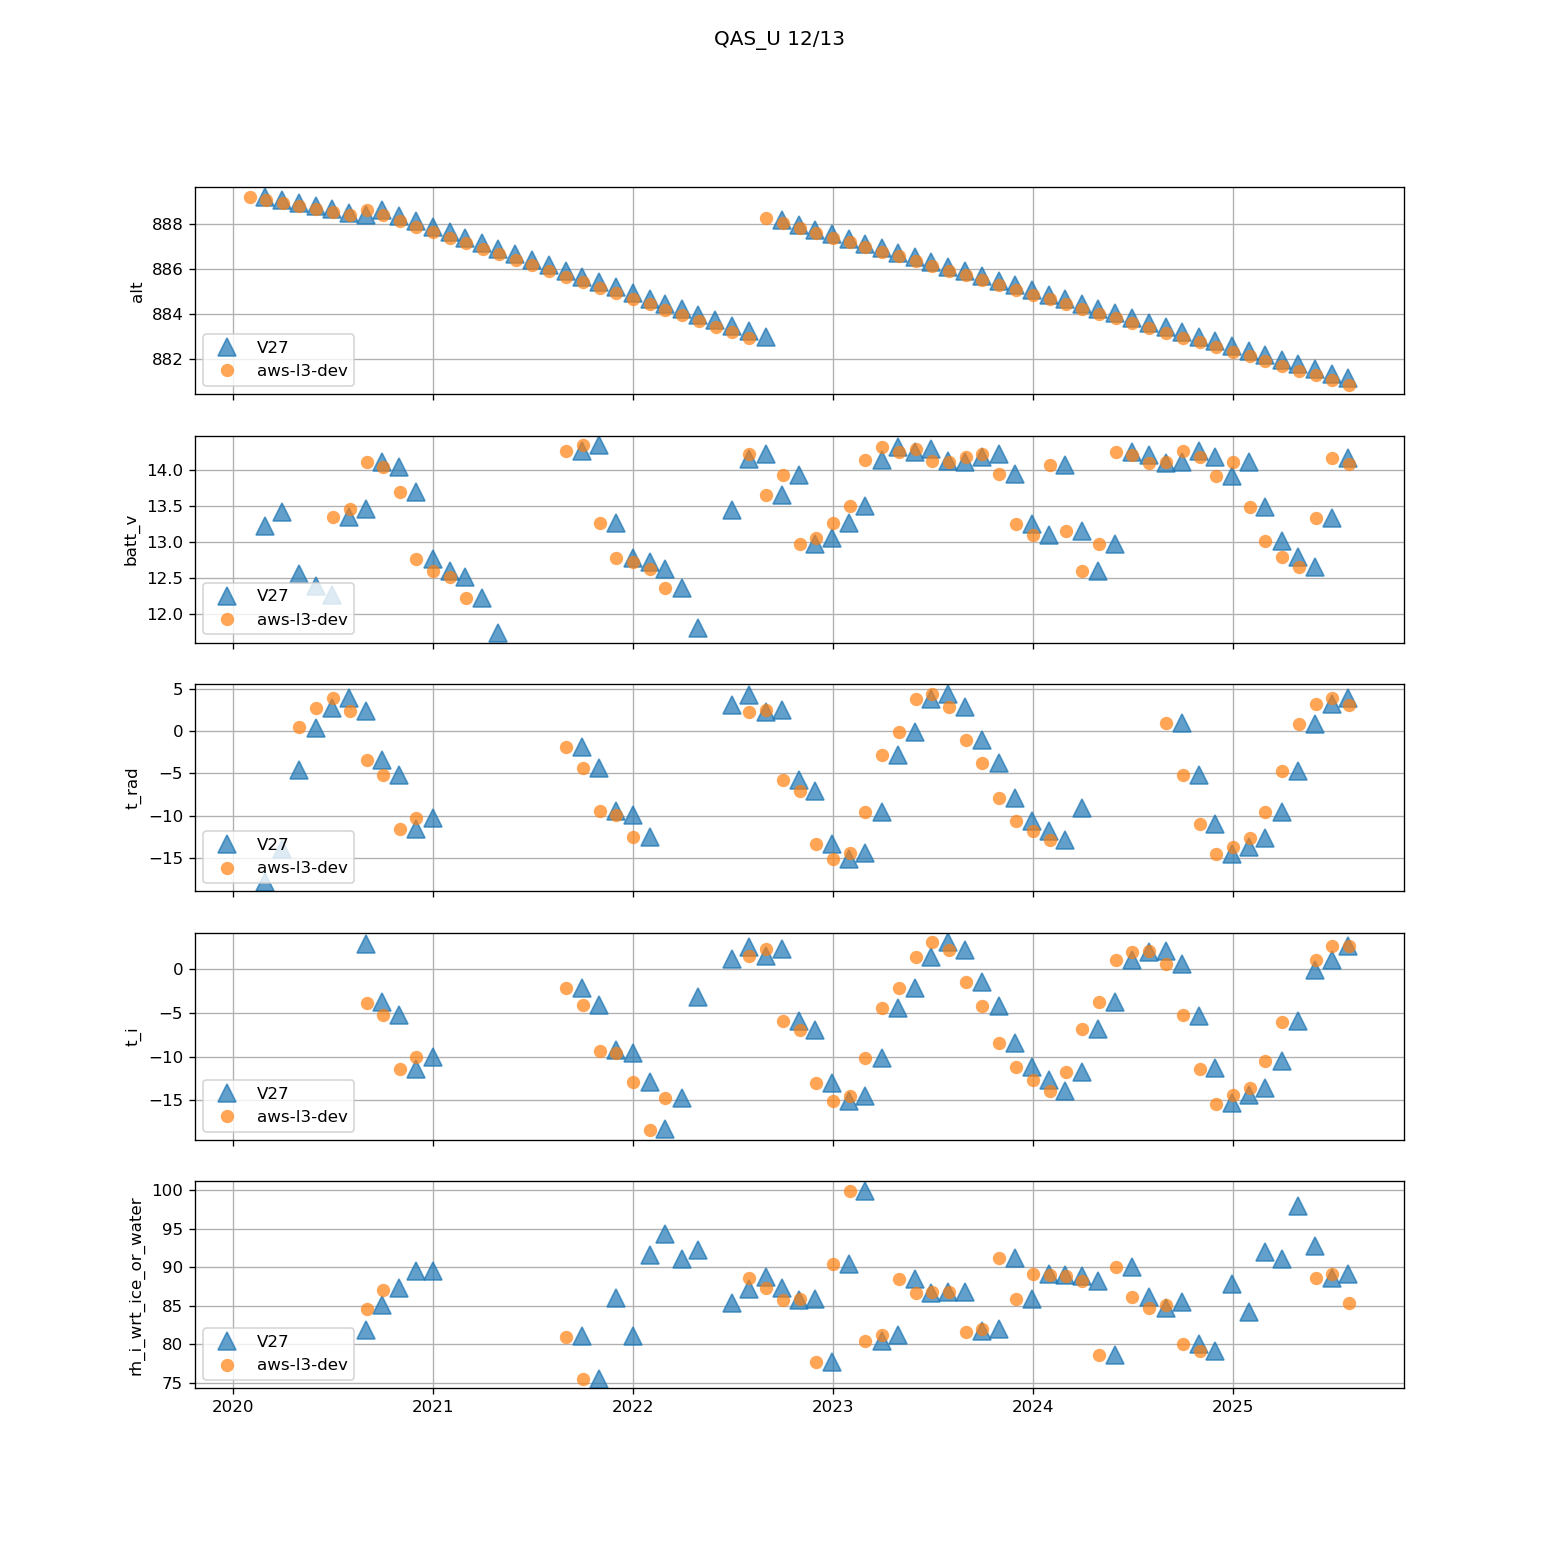 QAS_U 12/13
888
886
884
882
alt
V27
aws-l3-dev
14.0
13.5
13.0
12.5
12.0
batt_v
V27
aws-l3-dev
5
0
−5
−10
−15
t_rad
V27
aws-l3-dev
0
−5
−10
−15
t_i
V27
aws-l3-dev
100
95
90
85
80
75
rh_i_wrt_ice_or_water
V27
aws-l3-dev
2020 2021 2022 2023 2024 2025